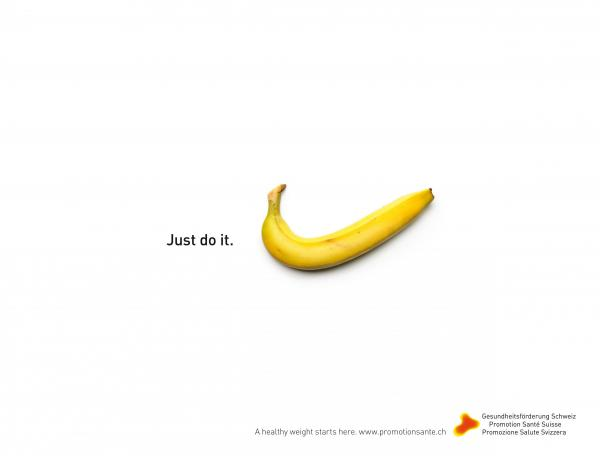 Just do it.
A healthy weight starts here. www.promotionsante.ch
Gesundheitsförderung Schweiz
Promotion Santé Suisse
Promozione Salute Svizzera